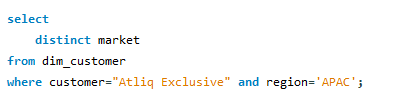 select
    distinct market
from dim_customer
where customer="Atliq Exclusive" and region='APAC';